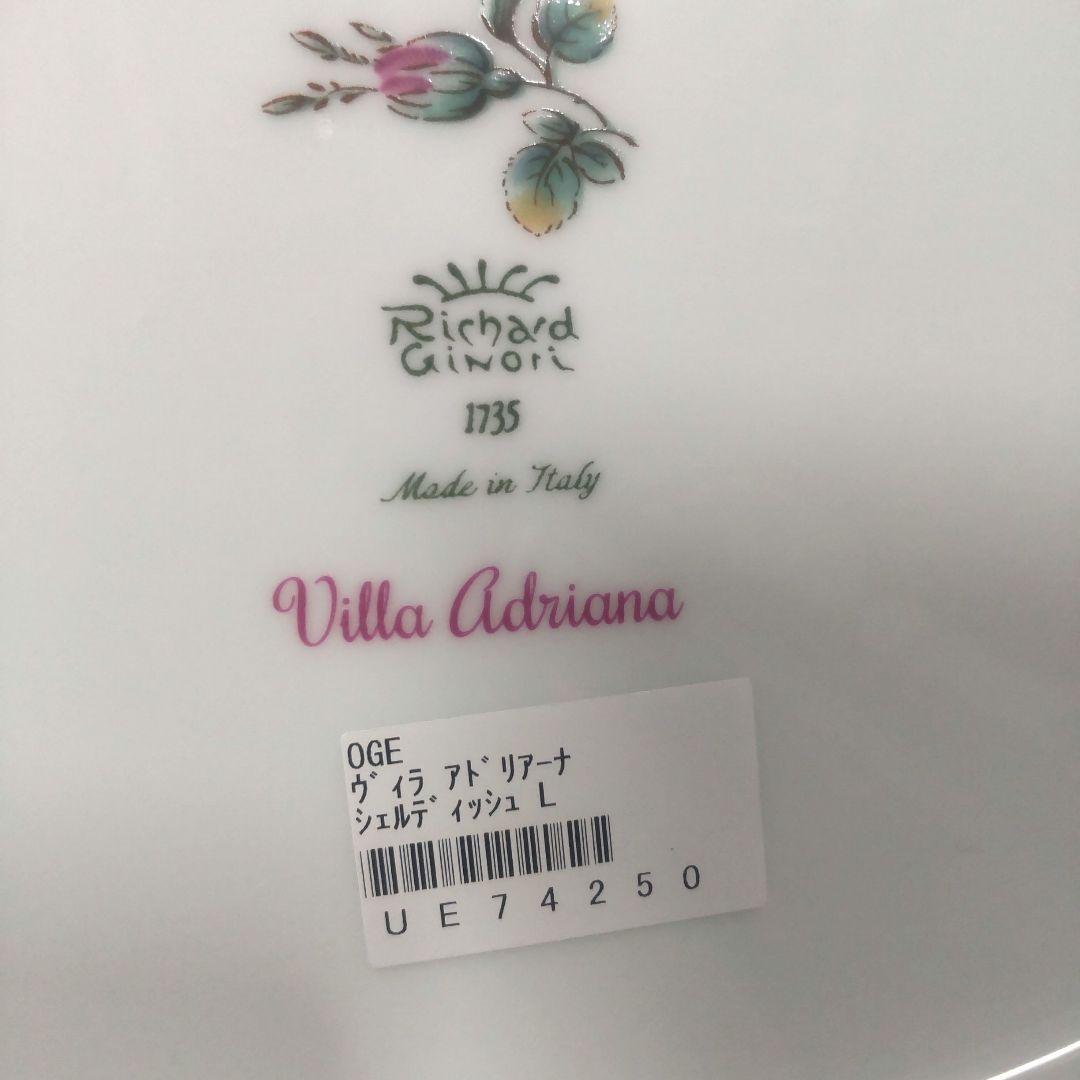 Richard
Ginori
1735
Made in Italy
Villa Adriana
OGE
ヴィラ アドリアーナ
シェルディッシュ L
UE74250